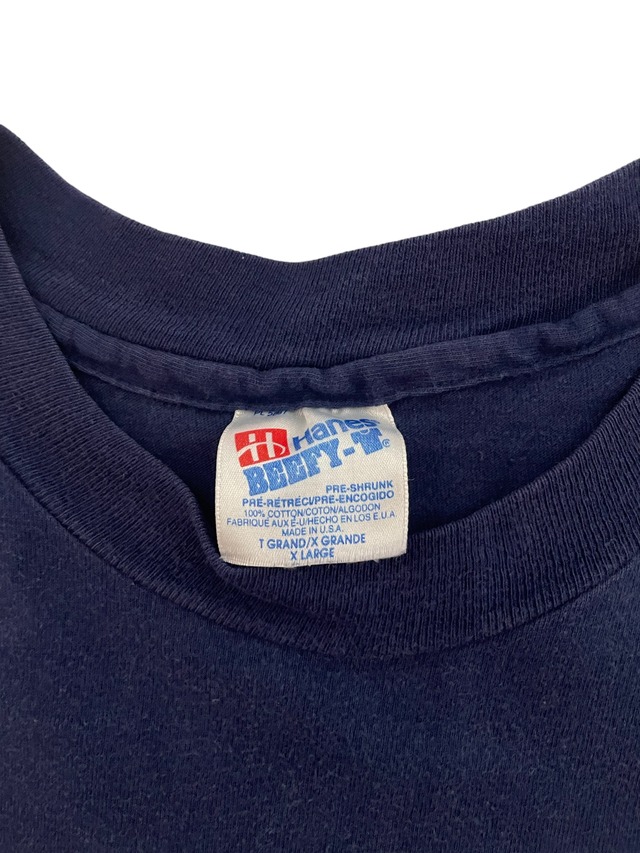 Hanes
BEEFY-T®
PRE-SHRUNK
PRÉ-RÉTRÉCI/PRE-ENCOGIDO
100% COTTON/COTON/ALGODON
FABRIQUÉ AUX É-U/HECHO EN LOS E.U.A
MADE IN U.S.A.
T GRAND/X GRANDE
X LARGE